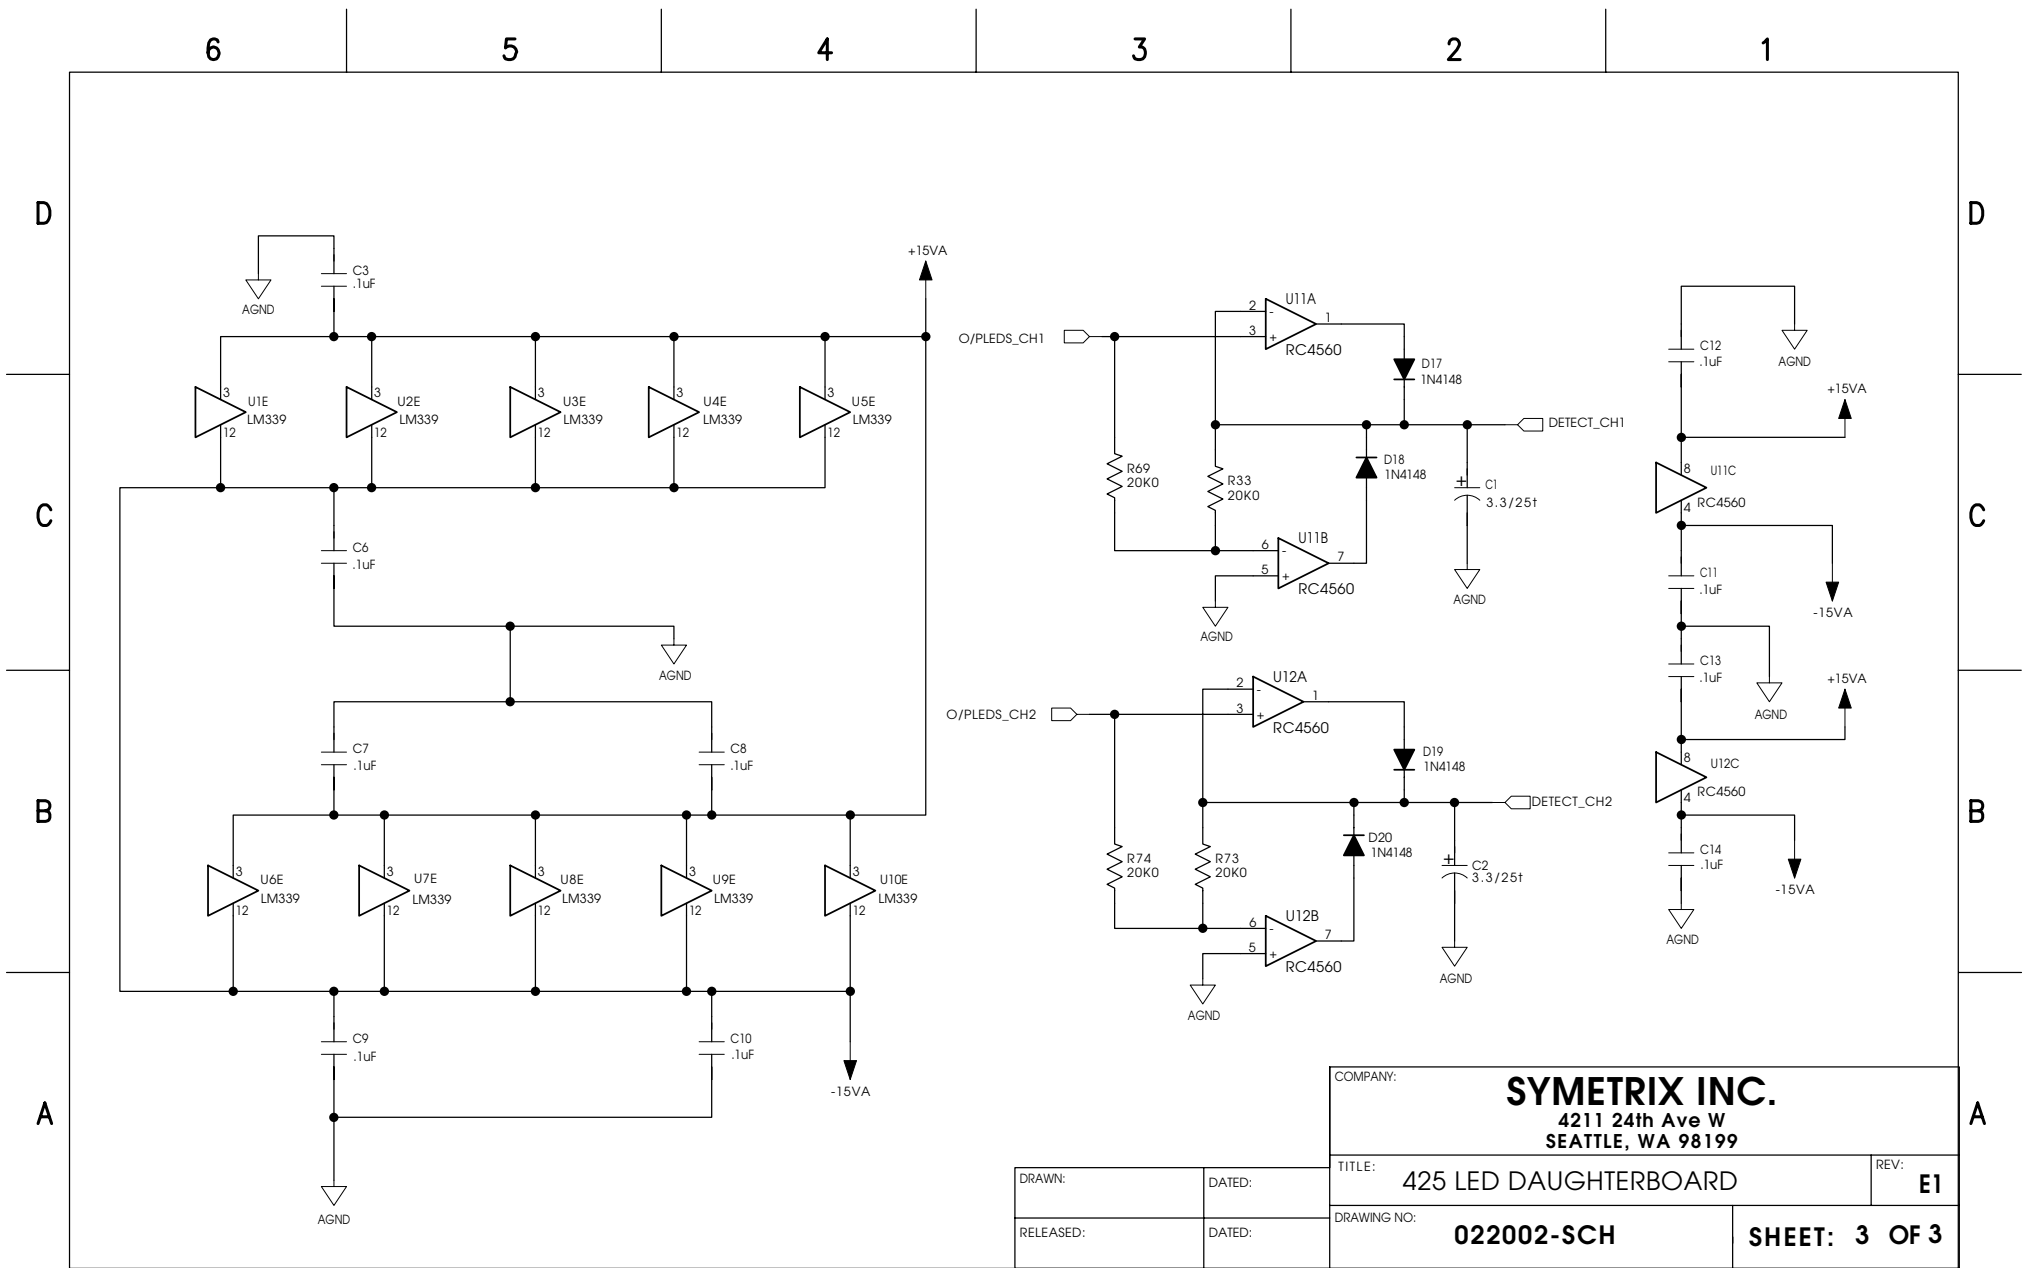 6 5 4 3 2 1
D D
C C
B B
A A
C3
.1uF
AGND
+15VA
3
U1E
LM339
12
3
U2E
LM339
12
3
U3E
LM339
12
3
U4E
LM339
12
3
U5E
LM339
12
C6
.1uF
AGND
C7
.1uF
C8
.1uF
3
U6E
LM339
12
3
U7E
LM339
12
3
U8E
LM339
12
3
U9E
LM339
12
3
U10E
LM339
12
C9
.1uF
C10
.1uF
-15VA
AGND
O/PLEDS_CH1
U11A
2
-
1
3
+
RC4560
D17
1N4148
DETECT_CH1
R69
20K0
R33
20K0
D18
1N4148
+
C1
3.3/25t
U11B
6
-
7
5
+
RC4560
AGND
AGND
O/PLEDS_CH2
U12A
2
-
1
3
+
RC4560
D19
1N4148
DETECT_CH2
R74
20K0
R73
20K0
D20
1N4148
+
C2
3.3/25t
U12B
6
-
7
5
+
RC4560
AGND
AGND
C12
.1uF
AGND
+15VA
8
U11C
RC4560
4
C11
.1uF
-15VA
C13
.1uF
AGND
+15VA
8
U12C
RC4560
4
C14
.1uF
-15VA
AGND
COMPANY:
SYMETRIX INC.
4211 24th Ave W
SEATTLE, WA 98199
TITLE:
425 LED DAUGHTERBOARD
REV:
E1
DRAWING NO:
022002-SCH
SHEET: 3 OF 3
DRAWN:
DATED:
RELEASED:
DATED: